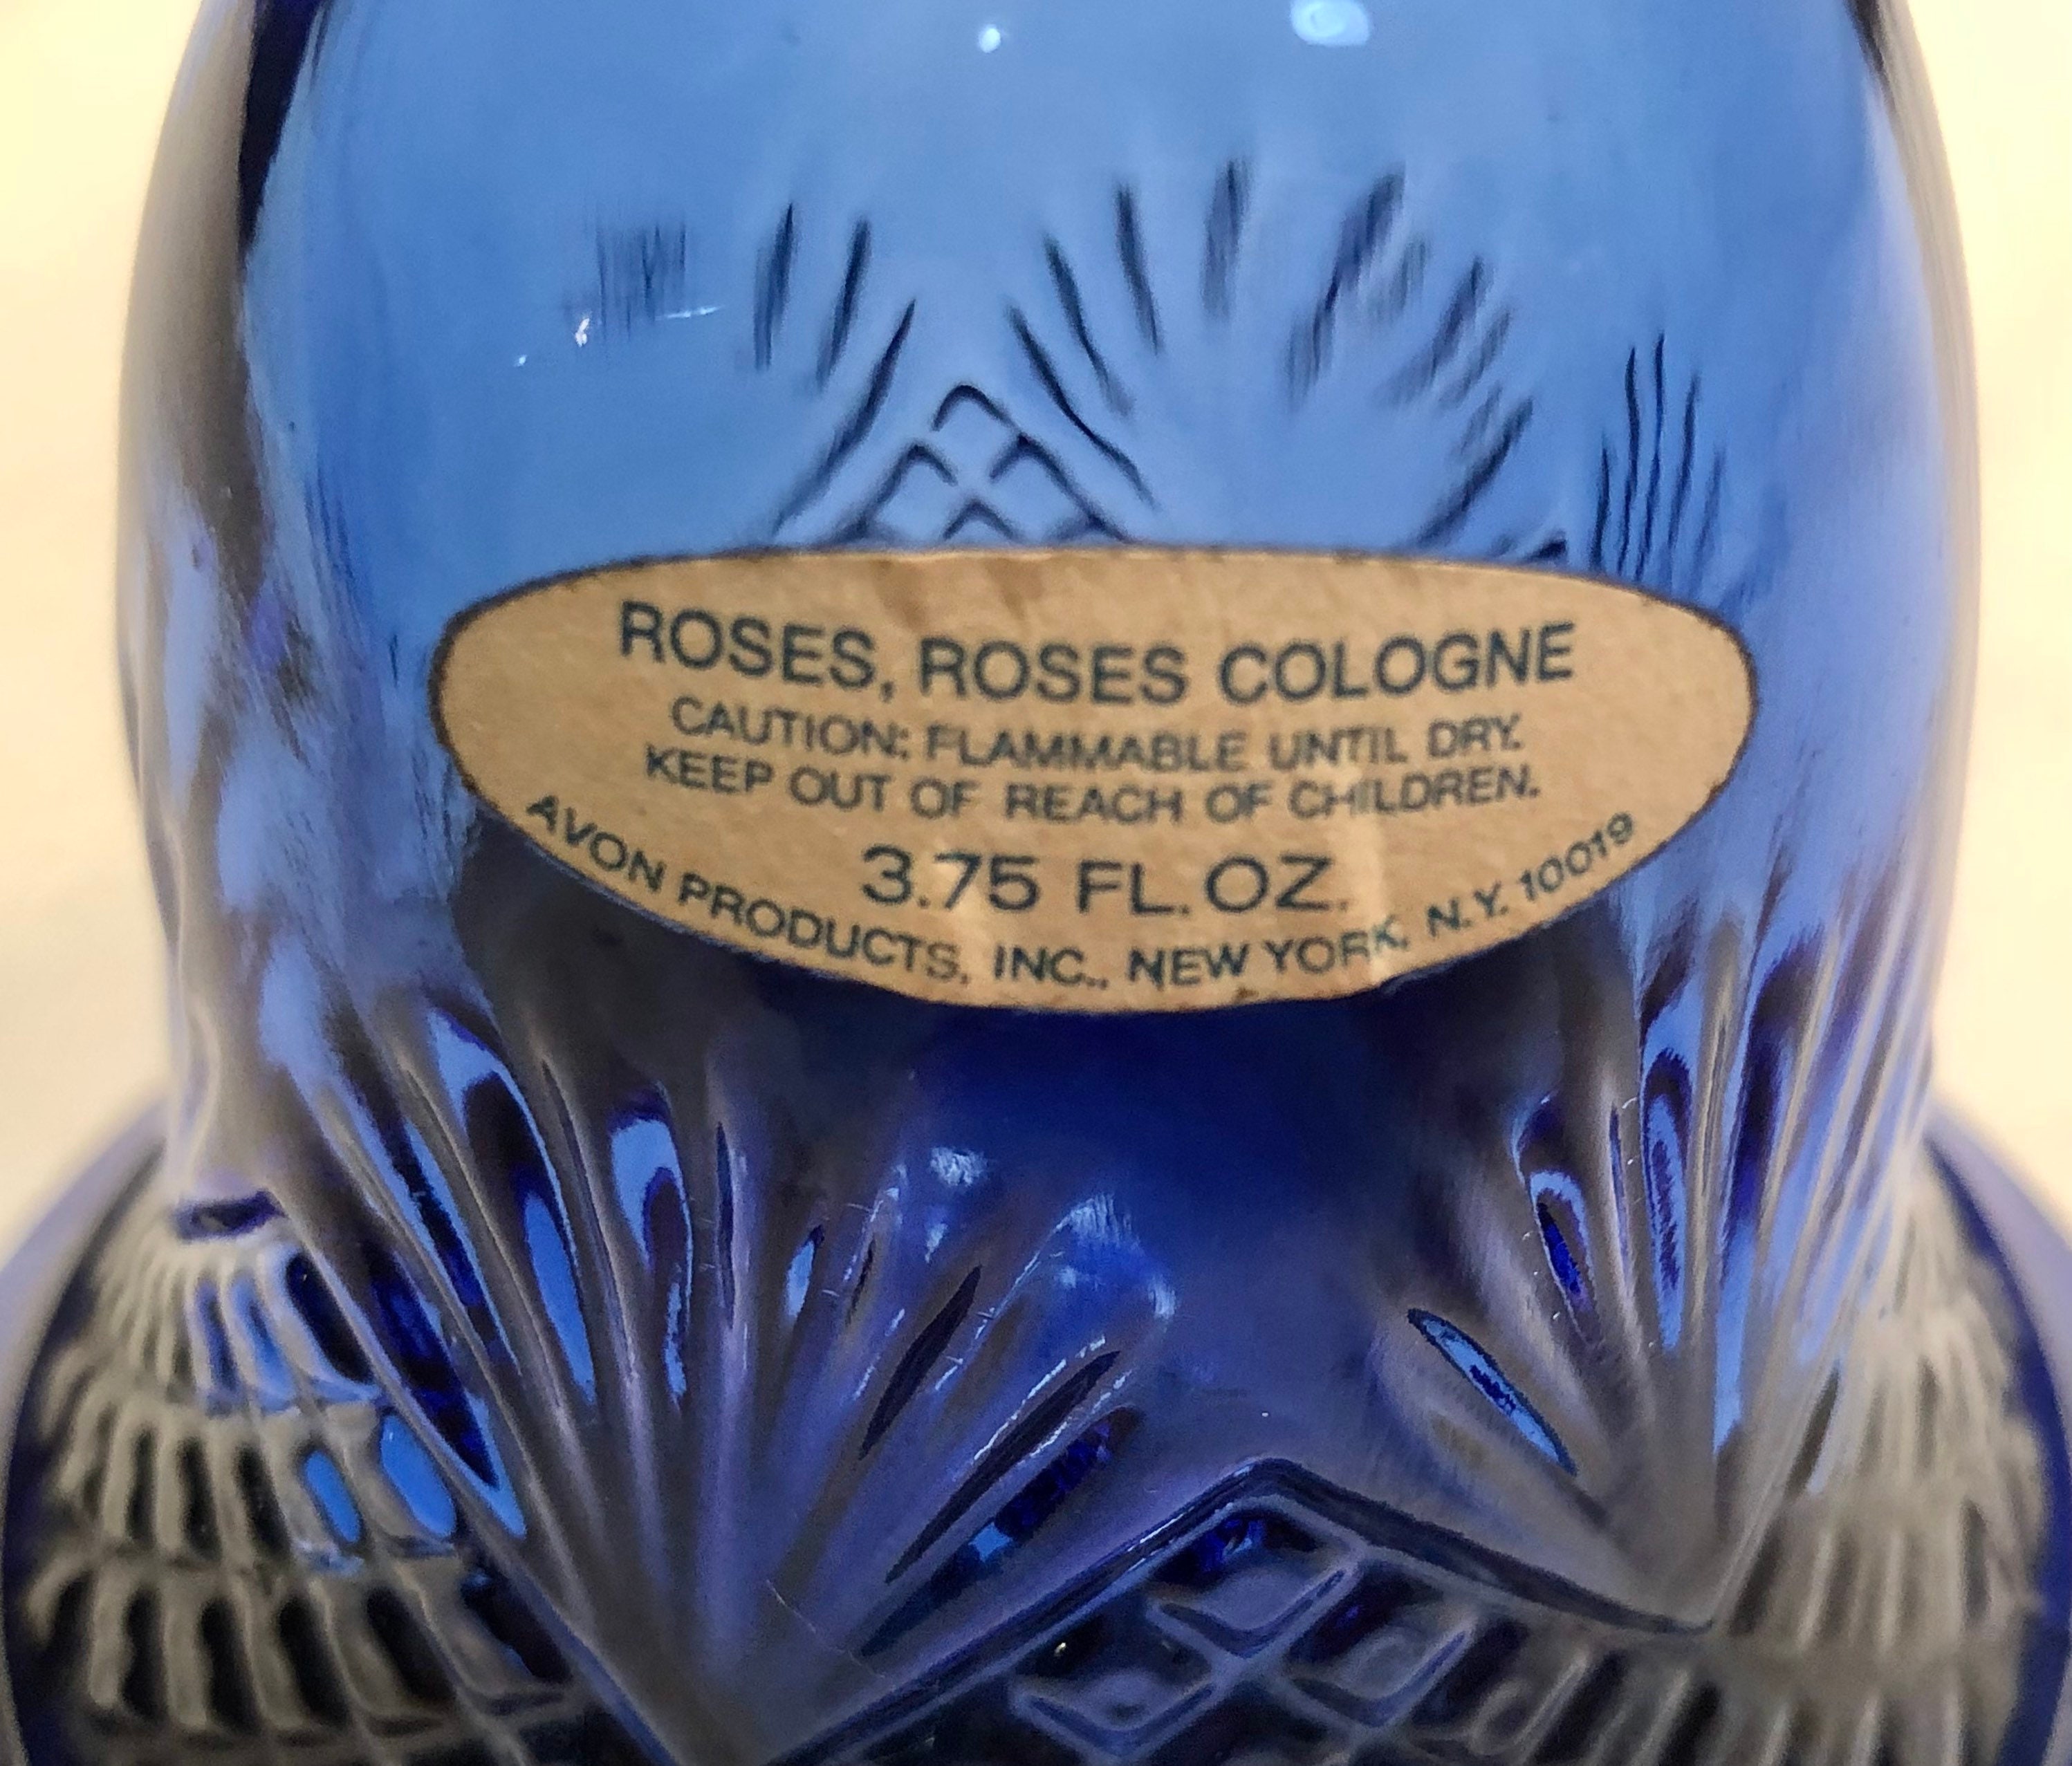 ROSES, ROSES COLOGNE
CAUTION: FLAMMABLE UNTIL DRY.
KEEP OUT OF REACH OF CHILDREN.
3.75 FL. OZ.
AVON PRODUCTS, INC., NEW YORK, N.Y. 10019